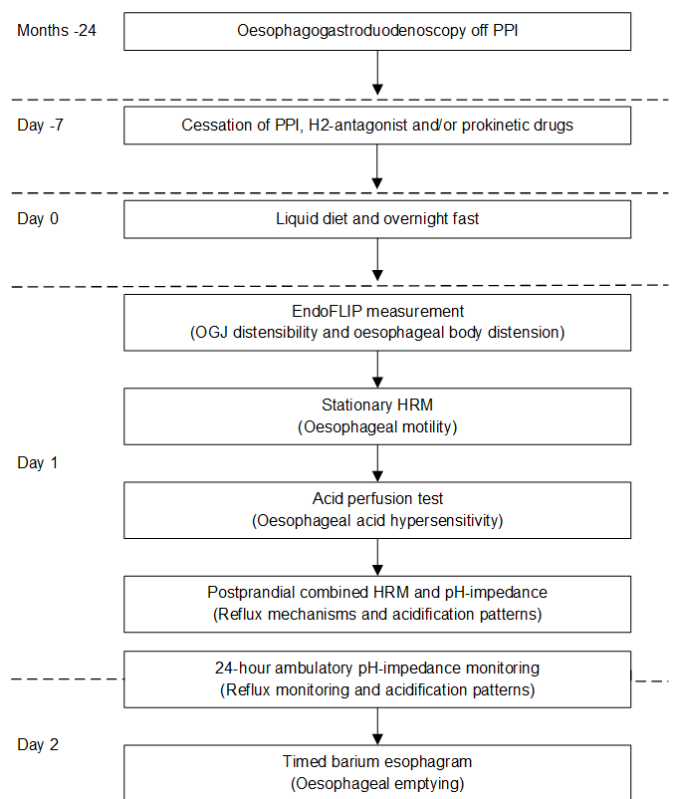 Months -24
Oesophagogastroduodenoscopy off PPI
Day -7
Cessation of PPI, H2-antagonist and/or prokinetic drugs
Day 0
Liquid diet and overnight fast
EndoFLIP measurement
(OGJ distensibility and oesophageal body distension)
Stationary HRM
(Oesophageal motility)
Day 1
Acid perfusion test
(Oesophageal acid hypersensitivity)
Postprandial combined HRM and pH-impedance
(Reflux mechanisms and acidification patterns)
24-hour ambulatory pH-impedance monitoring
(Reflux monitoring and acidification patterns)
Day 2
Timed barium esophagram
(Oesophageal emptying)